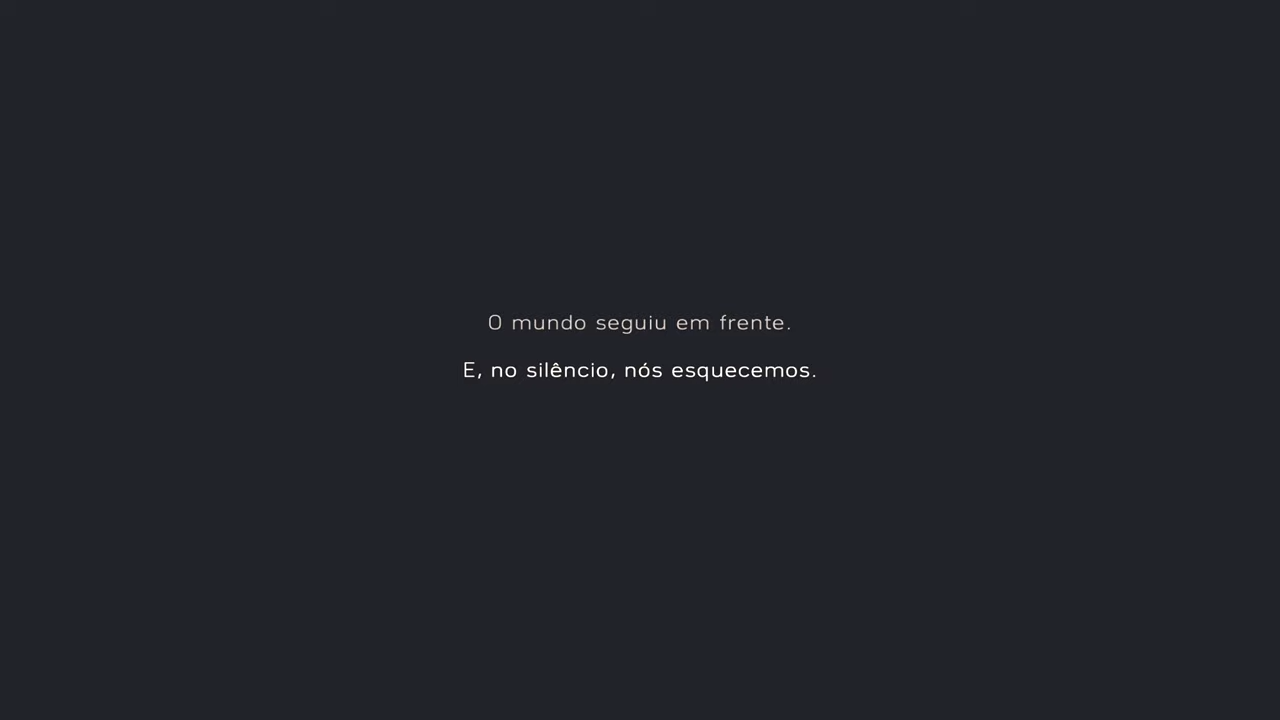 O mundo seguiu em frente.
E, no silêncio, nós esquecemos.